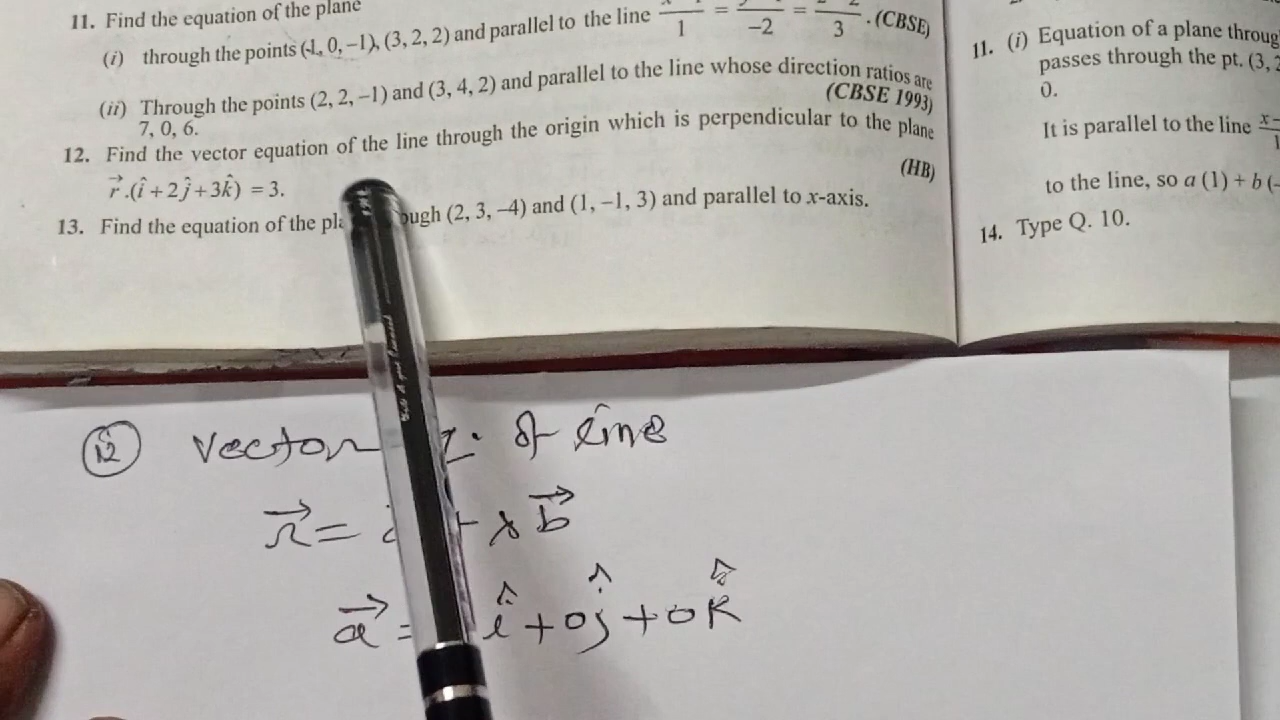 11. Find the equation of the plane
(i) through the points (-1, 0, –1), (3, 2, 2) and parallel to the line 1 = -2 = 3 . (CBSE)
(ii) Through the points (2, 2, –1) and (3, 4, 2) and parallel to the line whose direction ratios are
7, 0, 6. (CBSE 1993)
12. Find the vector equation of the line through the origin which is perpendicular to the plane
r⃗ .(î + 2ĵ + 3k̂) = 3. (HB)
13. Find the equation of the ough (2, 3, –4) and (1, –1, 3) and parallel to x-axis.
11. (i) Equation of a plane
passes through the pt. (3,
0.
It is parallel to the line
to the line, so a (1) + b (
14. Type Q. 10.
12 vector of line
r⃗ = + λ b⃗
a⃗ = î + 0ĵ + 0k̂